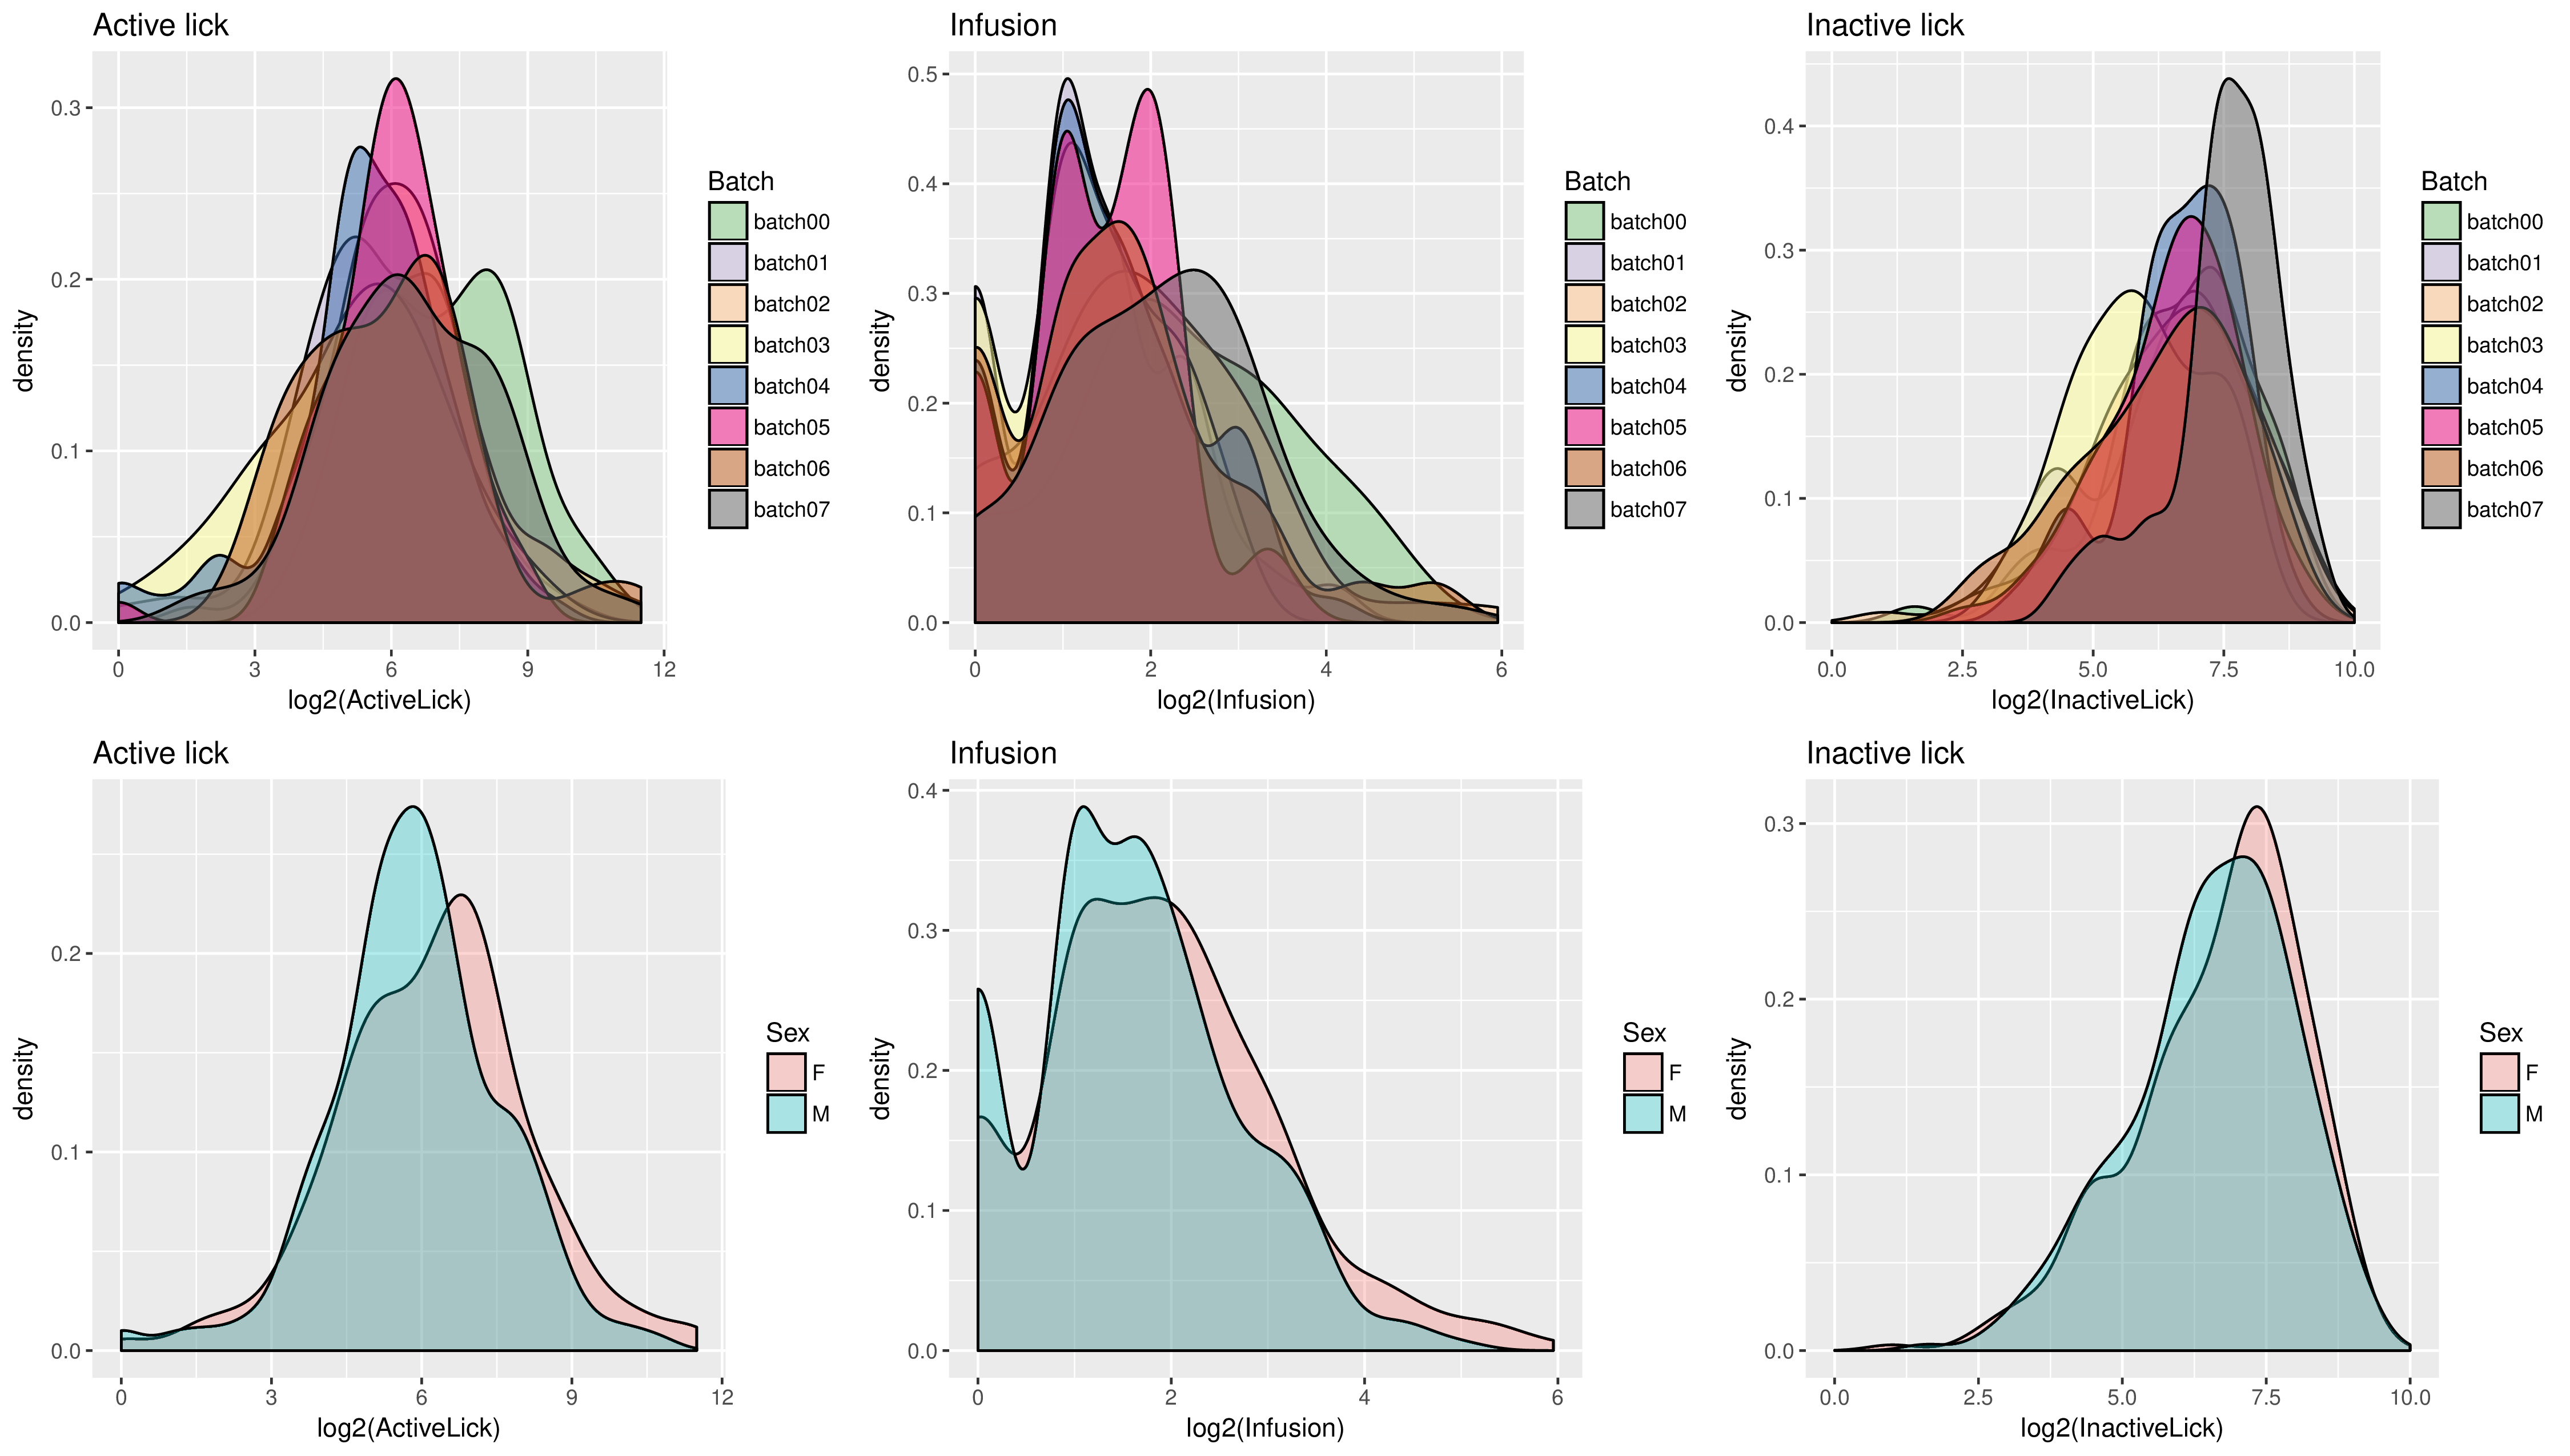 Active lick
density
0.3
0.2
0.1
0.0
0 3 6 9 12
log2(ActiveLick)
Batch
batch00
batch01
batch02
batch03
batch04
batch05
batch06
batch07
Infusion
density
0.5
0.4
0.3
0.2
0.1
0.0
0 2 4 6
log2(Infusion)
Batch
batch00
batch01
batch02
batch03
batch04
batch05
batch06
batch07
Inactive lick
density
0.4
0.3
0.2
0.1
0.0
0.0 2.5 5.0 7.5 10.0
log2(InactiveLick)
Batch
batch00
batch01
batch02
batch03
batch04
batch05
batch06
batch07
Active lick
density
0.2
0.1
0.0
0 3 6 9 12
log2(ActiveLick)
Sex
F
M
Infusion
density
0.4
0.3
0.2
0.1
0.0
0 2 4 6
log2(Infusion)
Sex
F
M
Inactive lick
density
0.3
0.2
0.1
0.0
0.0 2.5 5.0 7.5 10.0
log2(InactiveLick)
Sex
F
M